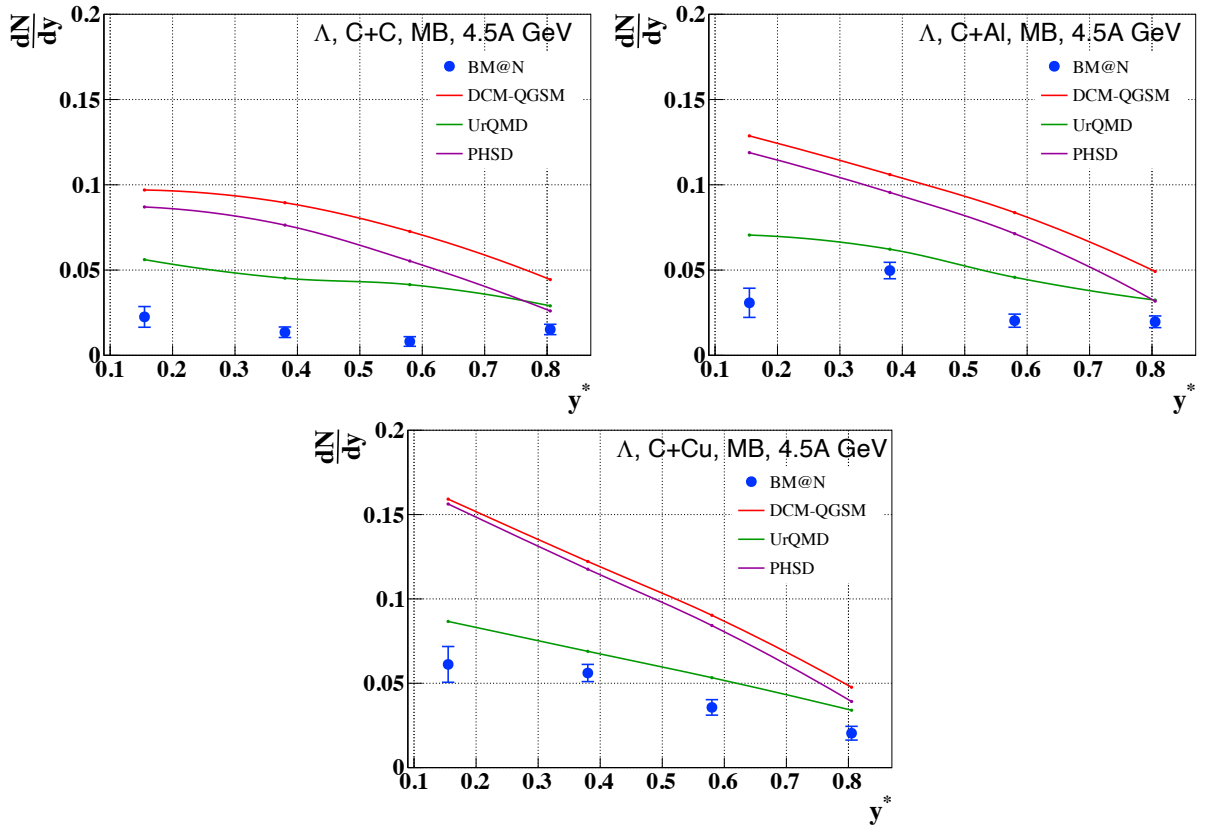 dN
dy
Λ, C+C, MB, 4.5A GeV
BM@N
DCM-QGSM
UrQMD
PHSD
0.2
0.15
0.1
0.05
0
0.1 0.2 0.3 0.4 0.5 0.6 0.7 0.8
y*
dN
dy
Λ, C+Al, MB, 4.5A GeV
BM@N
DCM-QGSM
UrQMD
PHSD
0.2
0.15
0.1
0.05
0
0.1 0.2 0.3 0.4 0.5 0.6 0.7 0.8
y*
dN
dy
Λ, C+Cu, MB, 4.5A GeV
BM@N
DCM-QGSM
UrQMD
PHSD
0.2
0.15
0.1
0.05
0
0.1 0.2 0.3 0.4 0.5 0.6 0.7 0.8
y*